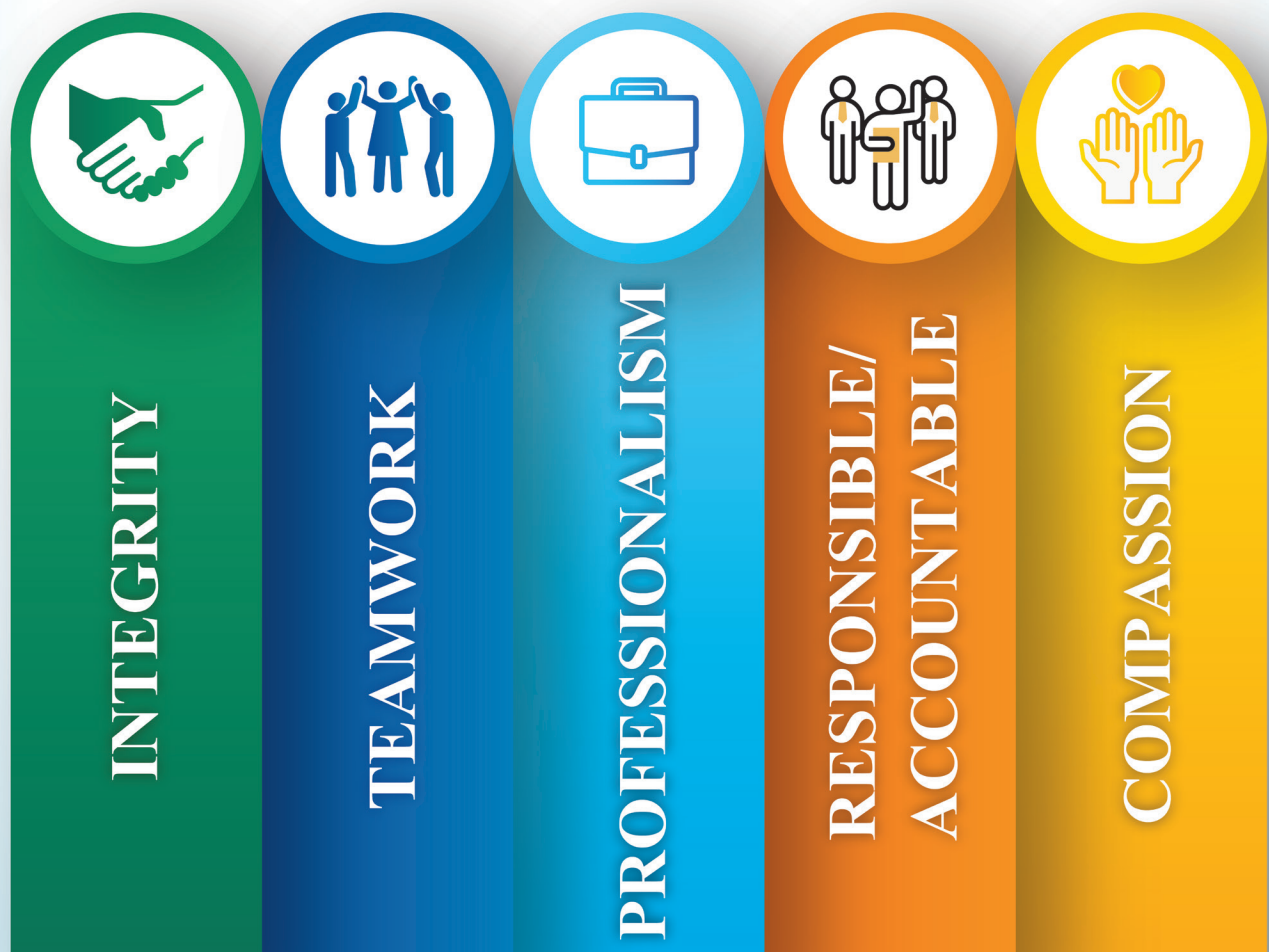 INTEGRITY
TEAMWORK
PROFESSIONALISM
RESPONSIBLE/
ACCOUNTABLE
COMPASSION